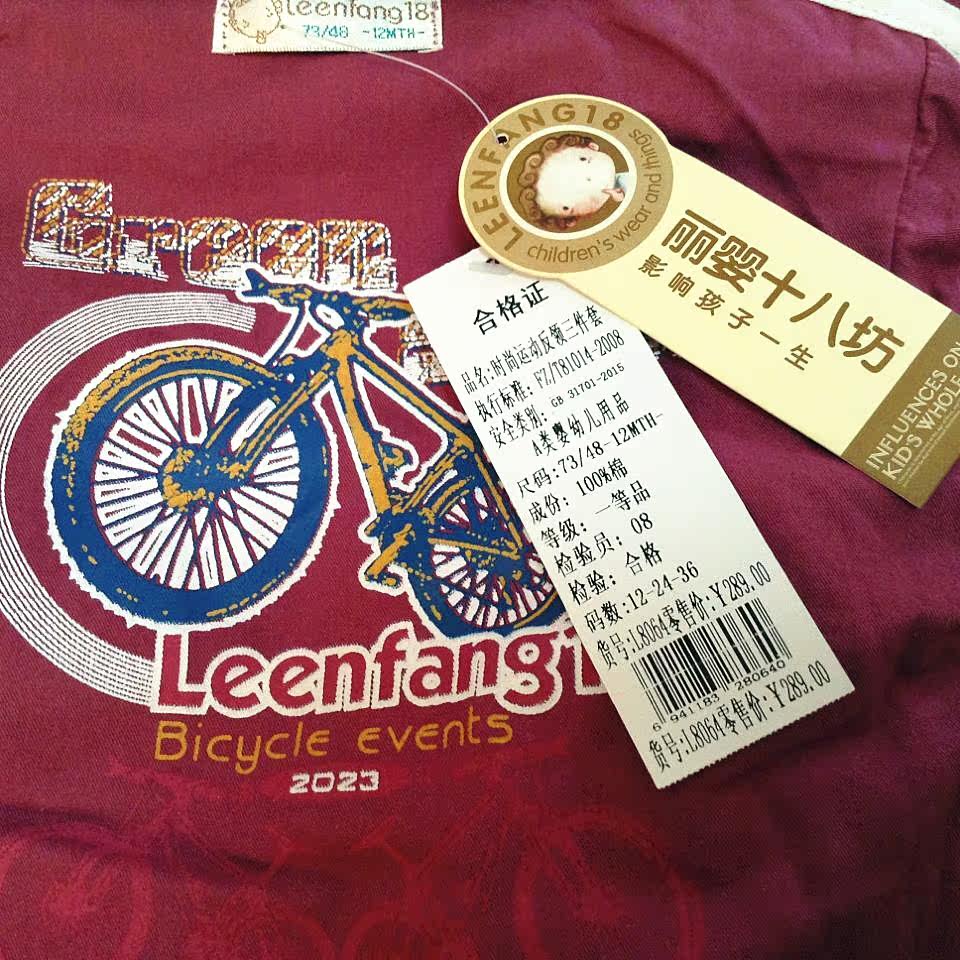 Leenfang18
73/48 -12MTH-
LEENFANG18
children's wear and things
丽婴十八坊
影响孩子一生
INFLUENCES ON
KID'S WHOLE
Green
合格证
品名:时尚运动反领三件套
执行标准: FZ/T81014-2008
安全类别: GB 31701-2015
A类婴幼儿用品
尺码:73/48-12MTH-
成份: 100%棉
等级: 一等品
检验员: 08
检验: 合格
码数:12-24-36
货号:L8064零售价:¥289.00
6 941183 280640
货号:L8064零售价:¥289.00
Leenfang1
Bicycle events
2023